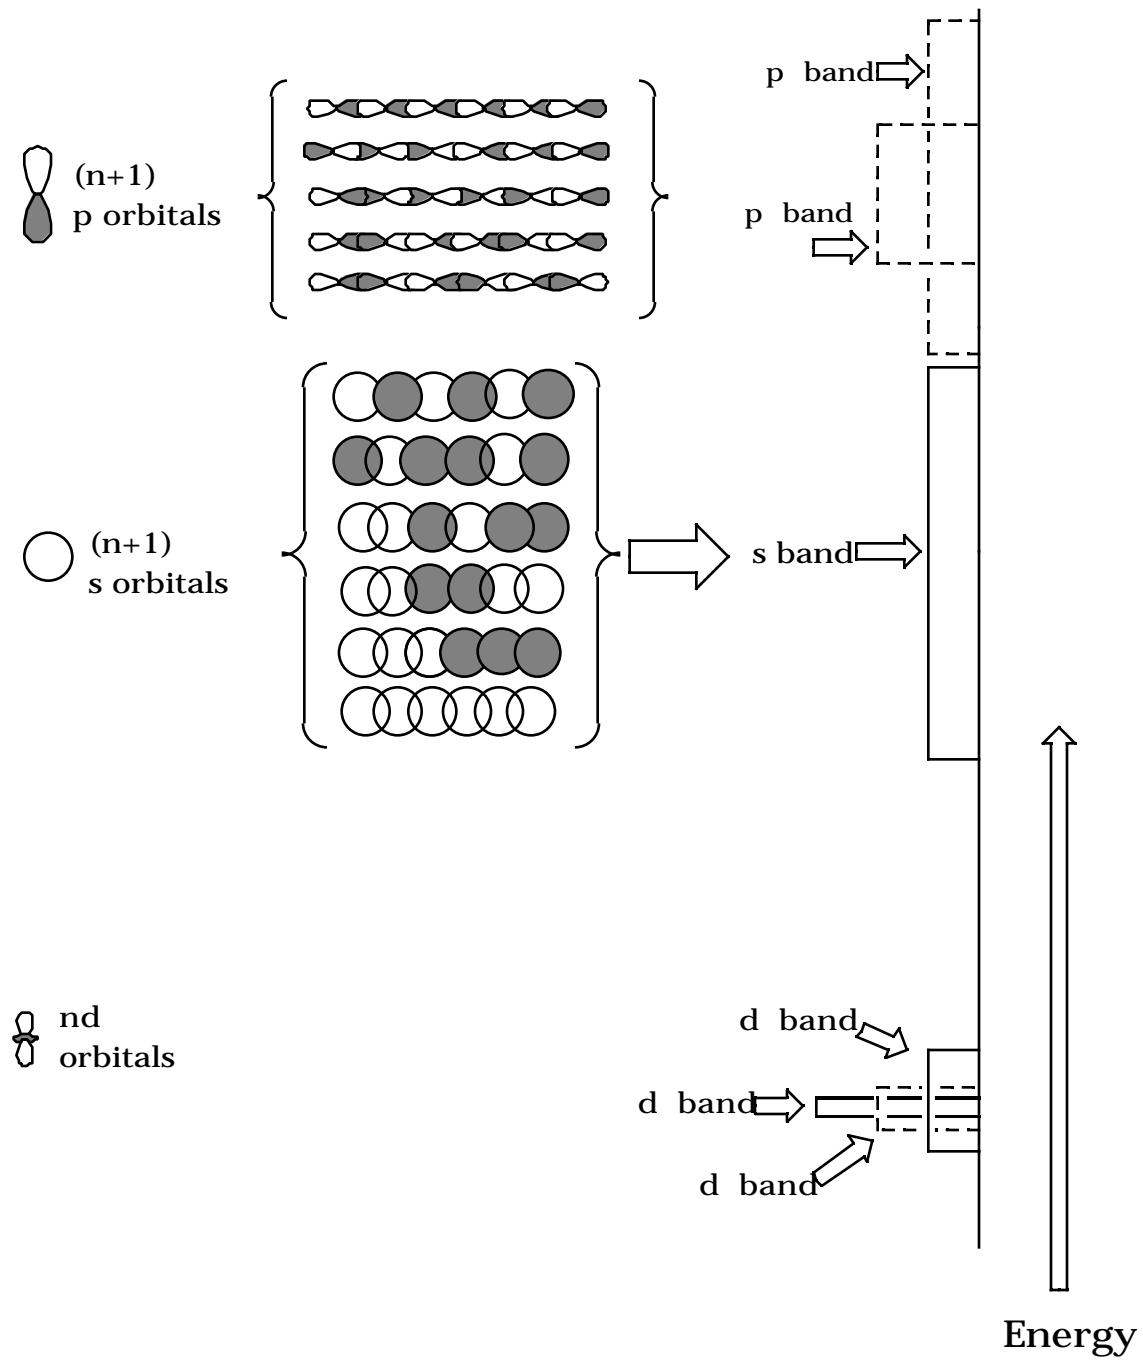 p band
(n+1)
p orbitals
p band
(n+1)
s orbitals
s band
nd
orbitals
d band
d band
d band
Energy